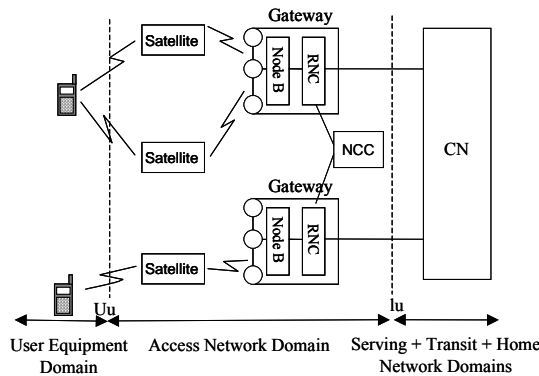 Gateway
Satellite
Node B
RNC
Satellite
NCC
CN
Gateway
Satellite
Node B
RNC
Uu
Iu
User Equipment
Domain
Access Network Domain
Serving + Transit + Home
Network Domains